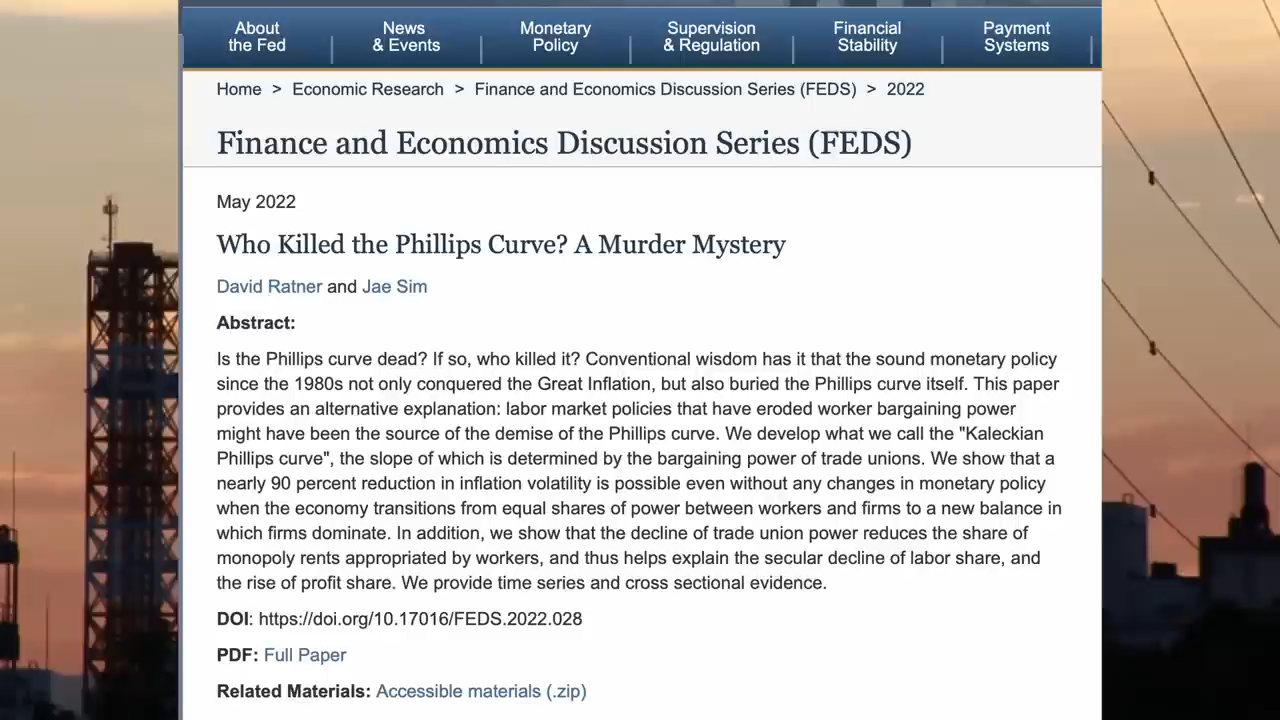 About the Fed
News & Events
Monetary Policy
Supervision & Regulation
Financial Stability
Payment Systems
Home > Economic Research > Finance and Economics Discussion Series (FEDS) > 2022
Finance and Economics Discussion Series (FEDS)
May 2022
Who Killed the Phillips Curve? A Murder Mystery
David Ratner and Jae Sim
Abstract:
Is the Phillips curve dead? If so, who killed it? Conventional wisdom has it that the sound monetary policy
since the 1980s not only conquered the Great Inflation, but also buried the Phillips curve itself. This paper
provides an alternative explanation: labor market policies that have eroded worker bargaining power
might have been the source of the demise of the Phillips curve. We develop what we call the "Kaleckian
Phillips curve", the slope of which is determined by the bargaining power of trade unions. We show that a
nearly 90 percent reduction in inflation volatility is possible even without any changes in monetary policy
when the economy transitions from equal shares of power between workers and firms to a new balance in
which firms dominate. In addition, we show that the decline of trade union power reduces the share of
monopoly rents appropriated by workers, and thus helps explain the secular decline of labor share, and
the rise of profit share. We provide time series and cross sectional evidence.
DOI: https://doi.org/10.17016/FEDS.2022.028
PDF: Full Paper
Related Materials: Accessible materials (.zip)